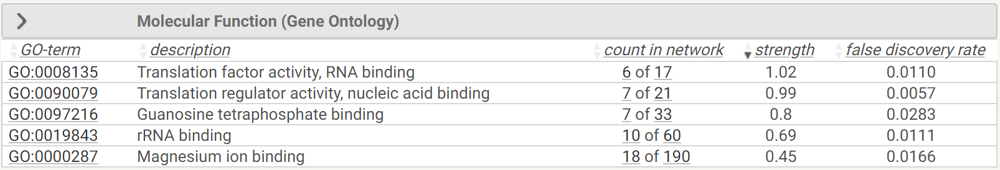 Molecular Function (Gene Ontology)
GO-term description count in network strength false discovery rate
GO:0008135 Translation factor activity, RNA binding 6 of 17 1.02 0.0110
GO:0090079 Translation regulator activity, nucleic acid binding 7 of 21 0.99 0.0057
GO:0097216 Guanosine tetraphosphate binding 7 of 33 0.8 0.0283
GO:0019843 rRNA binding 10 of 60 0.69 0.0111
GO:0000287 Magnesium ion binding 18 of 190 0.45 0.0166